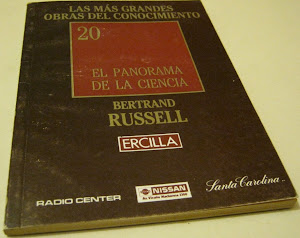 LAS MÁS GRANDES
OBRAS DEL CONOCIMIENTO
20
EL PANORAMA
DE LA CIENCIA
BERTRAND
RUSSELL
ERCILLA
RADIO CENTER
NISSAN
Santa Carolina